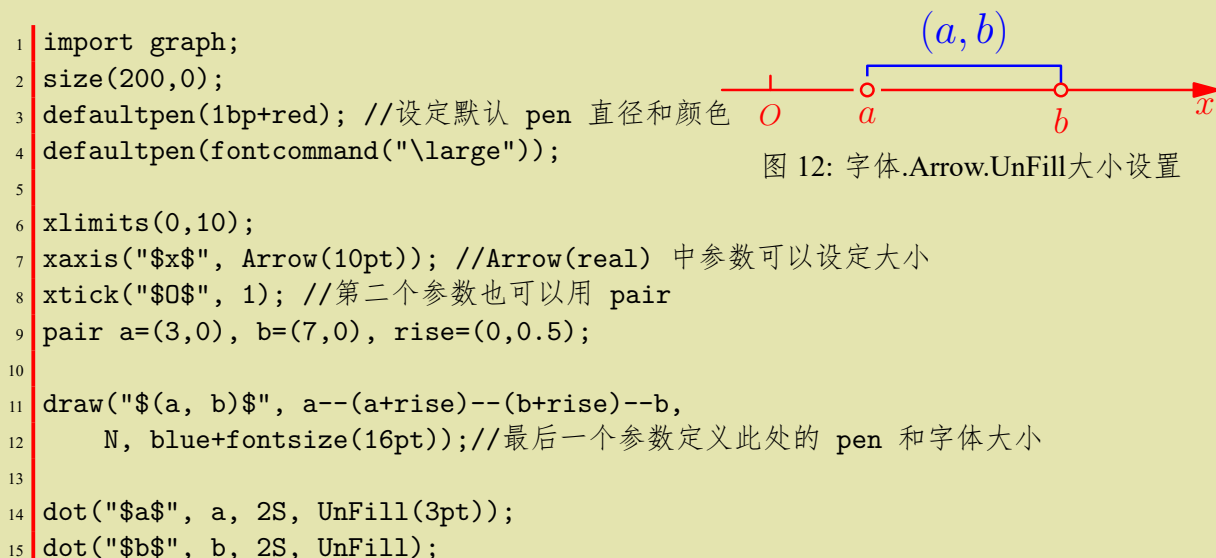 1 import graph;
2 size(200,0);
3 defaultpen(1bp+red); //设定默认 pen 直径和颜色
4 defaultpen(fontcommand("\large"));
5
6 xlimits(0,10);
7 xaxis("$x$", Arrow(10pt)); //Arrow(real) 中参数可以设定大小
8 xtick("$O$", 1); //第二个参数也可以用 pair
9 pair a=(3,0), b=(7,0), rise=(0,0.5);
10
11 draw("$(a, b)$", a--(a+rise)--(b+rise)--b,
12 N, blue+fontsize(16pt));//最后一个参数定义此处的 pen 和字体大小
13
14 dot("$a$", a, 2S, UnFill(3pt));
15 dot("$b$", b, 2S, UnFill);
(a, b)
O a b x
图 12: 字体.Arrow.UnFill大小设置